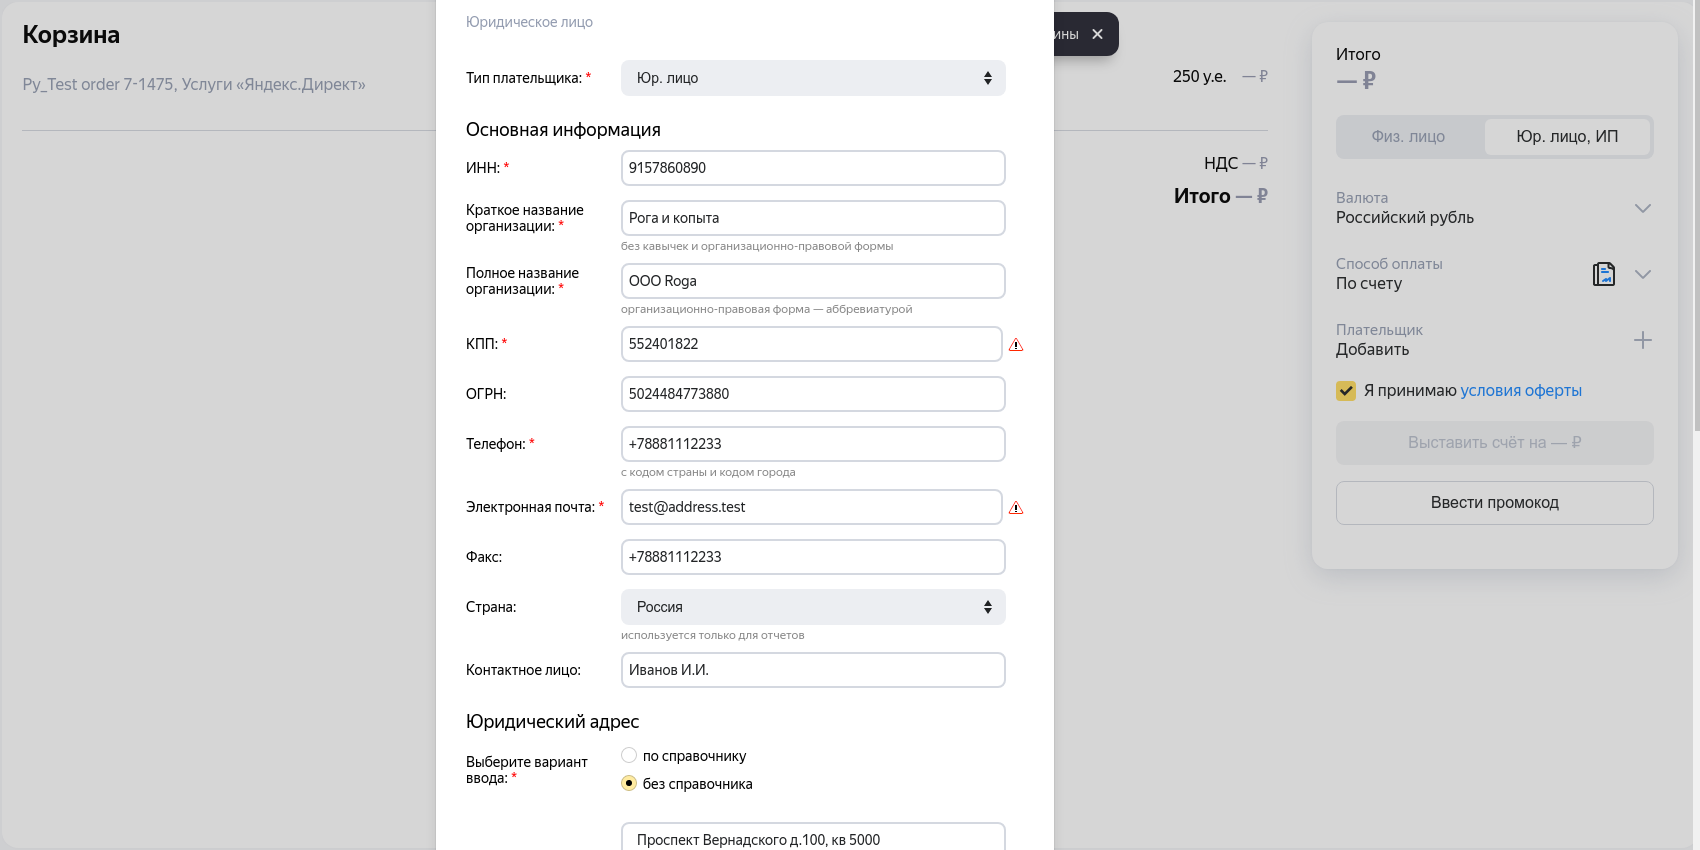 Корзина
Py_Test order 7-1475, Услуги «Яндекс.Директ»
Юридическое лицо
Тип плательщика: *
Юр. лицо
Основная информация
ИНН: *
9157860890
Краткое название
организации: *
Рога и копыта
без кавычек и организационно-правовой формы
Полное название
организации: *
ООО Roga
организационно-правовая форма — аббревиатурой
КПП: *
552401822
ОГРН:
5024484773880
Телефон: *
+78881112233
с кодом страны и кодом города
Электронная почта: *
test@address.test
Факс:
+78881112233
Страна:
Россия
используется только для отчетов
Контактное лицо:
Иванов И.И.
Юридический адрес
Выберите вариант
ввода: *
по справочнику
без справочника
Проспект Вернадского д.100, кв 5000
250 у.е. — ₽
НДС — ₽
Итого — ₽
Итого
— ₽
Физ. лицо
Юр. лицо, ИП
Валюта
Российский рубль
Способ оплаты
По счету
Плательщик
Добавить
Я принимаю условия оферты
Выставить счёт на — ₽
Ввести промокод